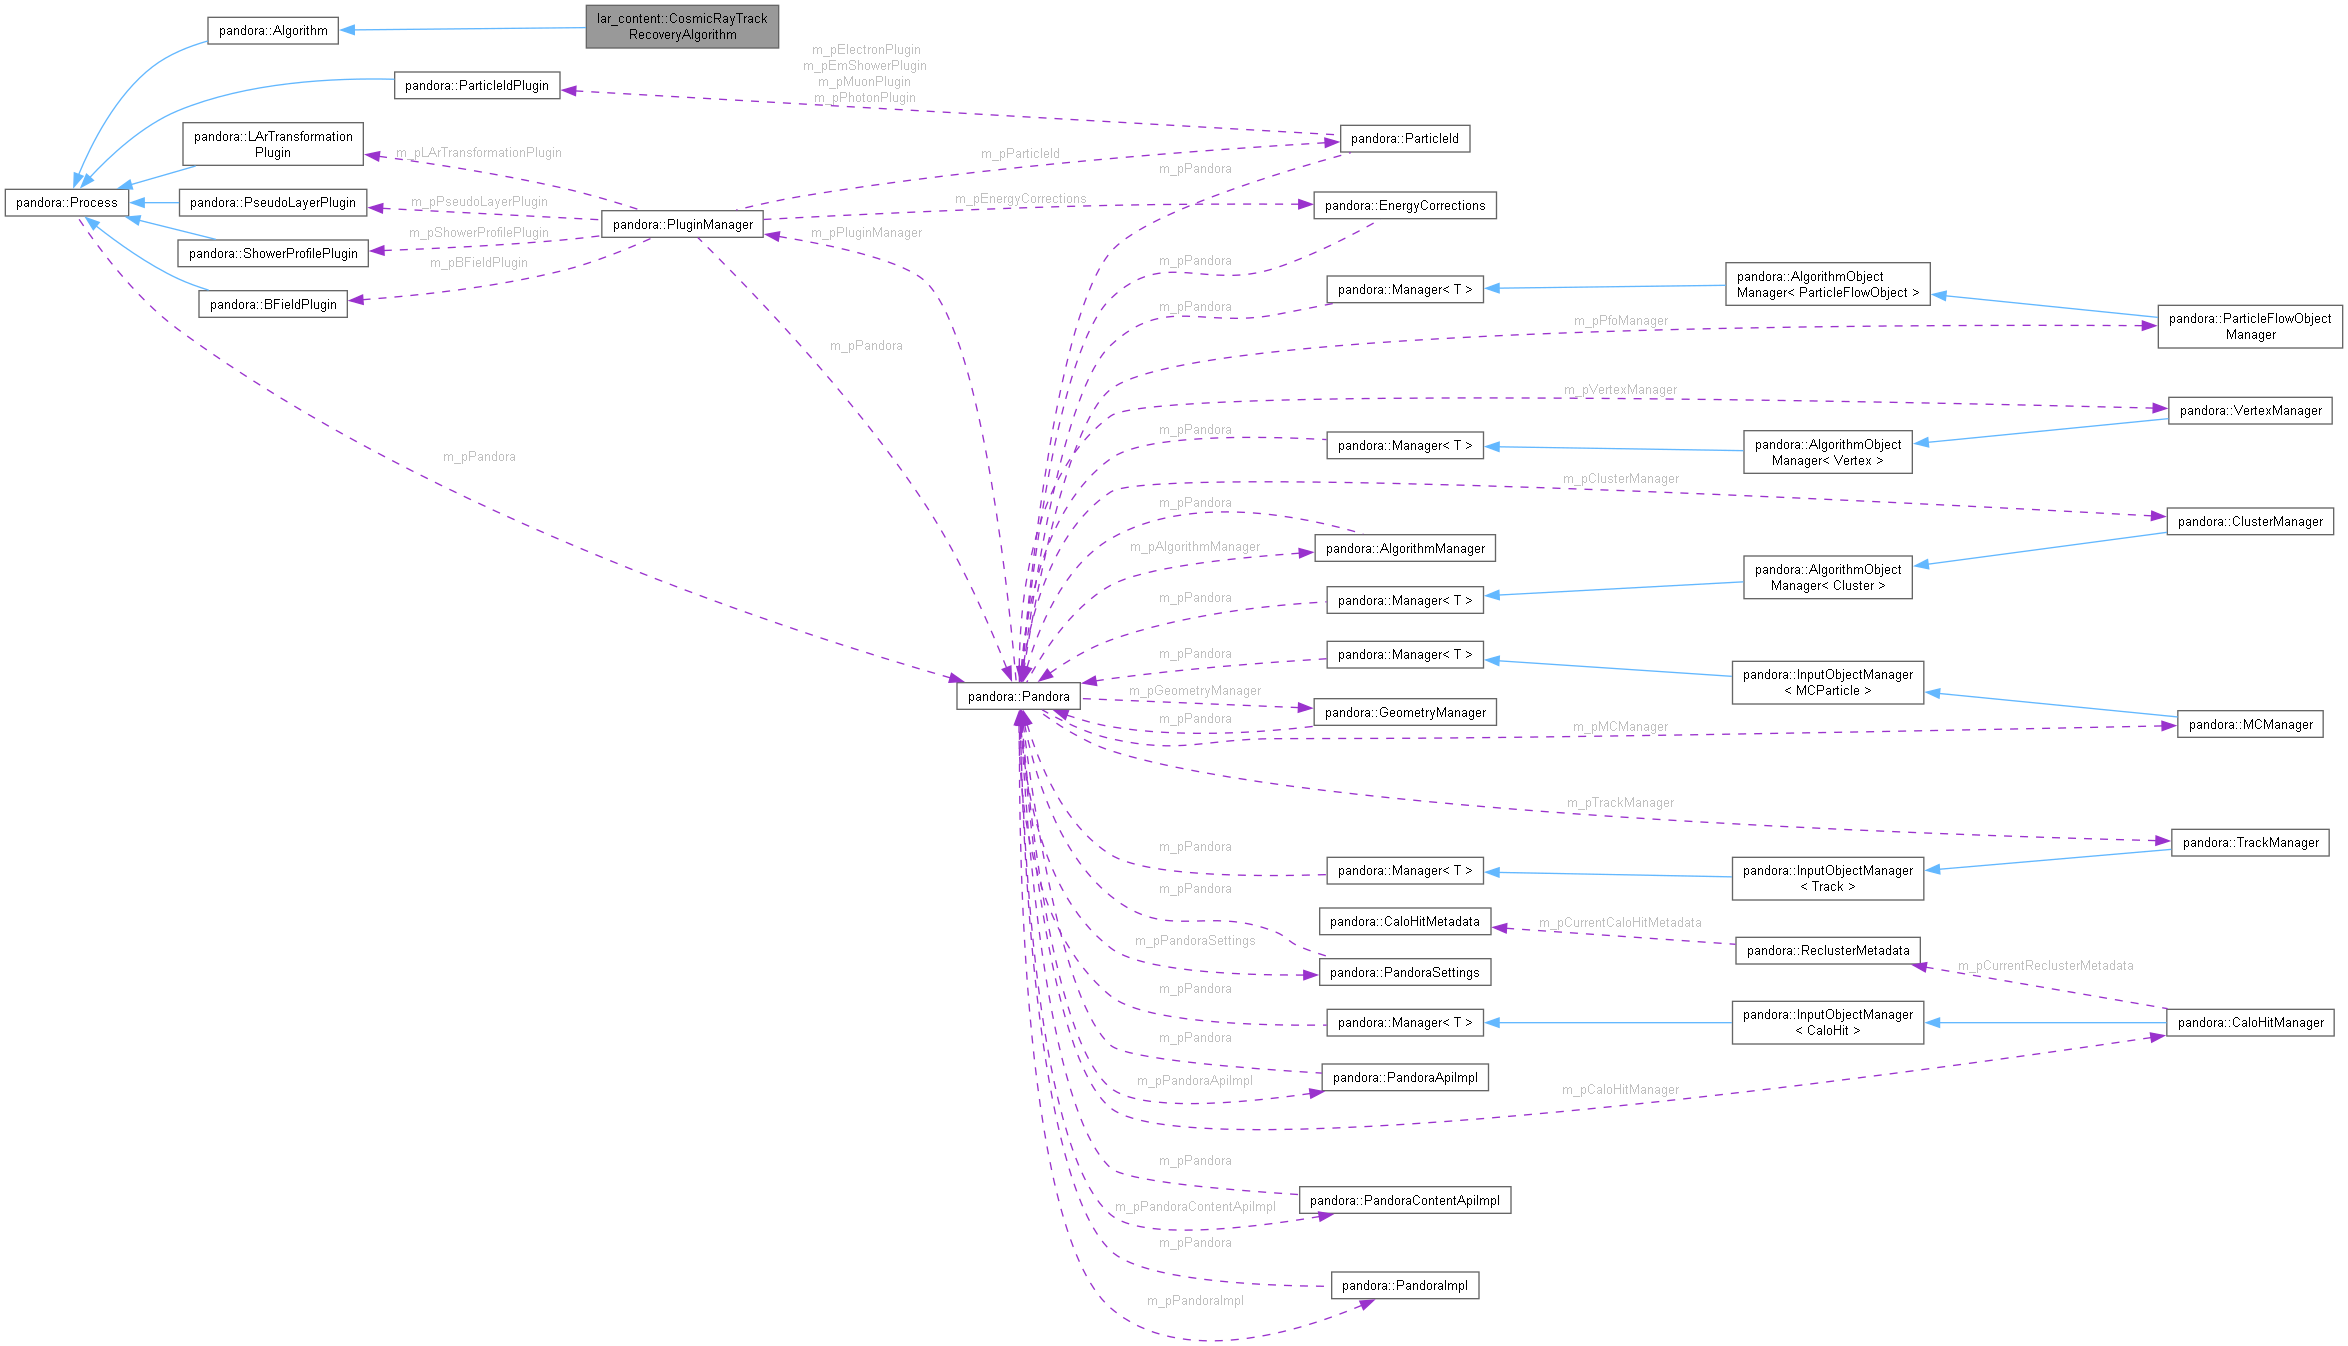 lar_content::CosmicRayTrack
RecoveryAlgorithm
pandora::Algorithm
m_pElectronPlugin
m_pEmShowerPlugin
m_pMuonPlugin
m_pPhotonPlugin
pandora::ParticleIdPlugin
pandora::LArTransformation
Plugin
pandora::ParticleId
m_pLArTransformationPlugin
m_pParticleId
m_pPandora
pandora::Process
pandora::PseudoLayerPlugin
m_pPseudoLayerPlugin
m_pEnergyCorrections
pandora::EnergyCorrections
pandora::PluginManager
m_pShowerProfilePlugin
m_pPluginManager
pandora::ShowerProfilePlugin
m_pBFieldPlugin
m_pPandora
pandora::BFieldPlugin
pandora::Manager< T >
pandora::AlgorithmObject
Manager< ParticleFlowObject >
m_pPandora
m_pPfoManager
pandora::ParticleFlowObject
Manager
m_pPandora
m_pVertexManager
pandora::VertexManager
m_pPandora
pandora::Manager< T >
pandora::AlgorithmObject
Manager< Vertex >
m_pPandora
m_pClusterManager
m_pPandora
pandora::ClusterManager
m_pAlgorithmManager
pandora::AlgorithmManager
pandora::AlgorithmObject
Manager< Cluster >
m_pPandora
pandora::Manager< T >
m_pPandora
pandora::Manager< T >
pandora::InputObjectManager
< MCParticle >
pandora::Pandora
m_pGeometryManager
pandora::GeometryManager
m_pPandora
m_pMCManager
pandora::MCManager
m_pTrackManager
pandora::TrackManager
m_pPandora
pandora::Manager< T >
pandora::InputObjectManager
< Track >
m_pPandora
pandora::CaloHitMetadata
m_pCurrentCaloHitMetadata
m_pPandoraSettings
pandora::ReclusterMetadata
pandora::PandoraSettings
m_pCurrentReclusterMetadata
m_pPandora
pandora::Manager< T >
pandora::InputObjectManager
< CaloHit >
pandora::CaloHitManager
m_pPandora
m_pPandoraApiImpl
pandora::PandoraApiImpl
m_pCaloHitManager
m_pPandora
m_pPandoraContentApiImpl
pandora::PandoraContentApiImpl
m_pPandora
pandora::PandoraImpl
m_pPandoraImpl